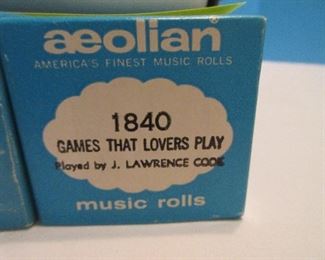 aeolian®
AMERICA'S FINEST MUSIC ROLLS
1840
GAMES THAT LOVERS PLAY
Played by J. LAWRENCE COOK
music rolls